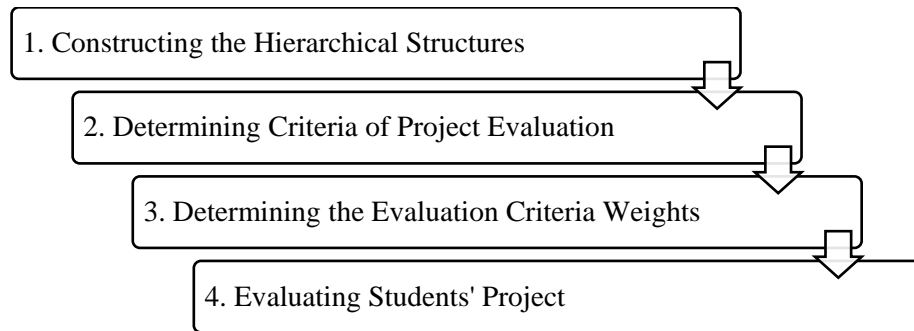 1. Constructing the Hierarchical Structures
2. Determining Criteria of Project Evaluation
3. Determining the Evaluation Criteria Weights
4. Evaluating Students' Project